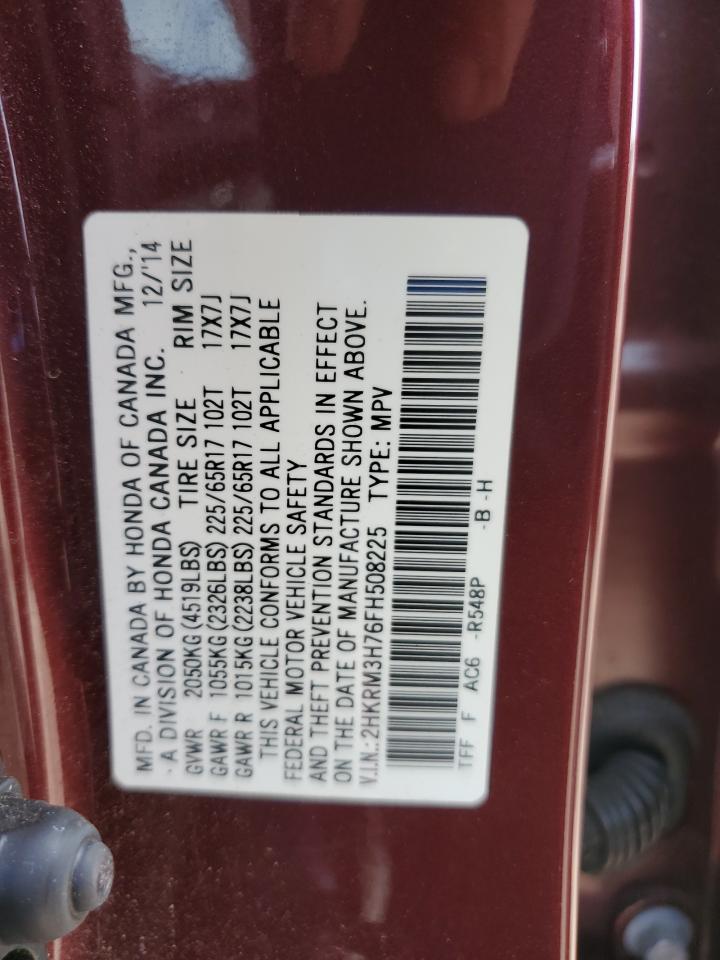 MFD. IN CANADA BY HONDA OF CANADA MFG.,
- A DIVISION OF HONDA CANADA INC. 12/'14
GVWR 2050KG(4519LBS) TIRE SIZE RIM SIZE
GAWR F 1055KG(2326LBS) 225/65R17 102T 17X7J
GAWR R 1015KG(2238LBS) 225/65R17 102T 17X7J
THIS VEHICLE CONFORMS TO ALL APPLICABLE
FEDERAL MOTOR VEHICLE SAFETY
AND THEFT PREVENTION STANDARDS IN EFFECT
ON THE DATE OF MANUFACTURE SHOWN ABOVE.
V.I.N.:2HKRM3H76FH508225 TYPE: MPV
TFF F AC6 -R548P -B -H